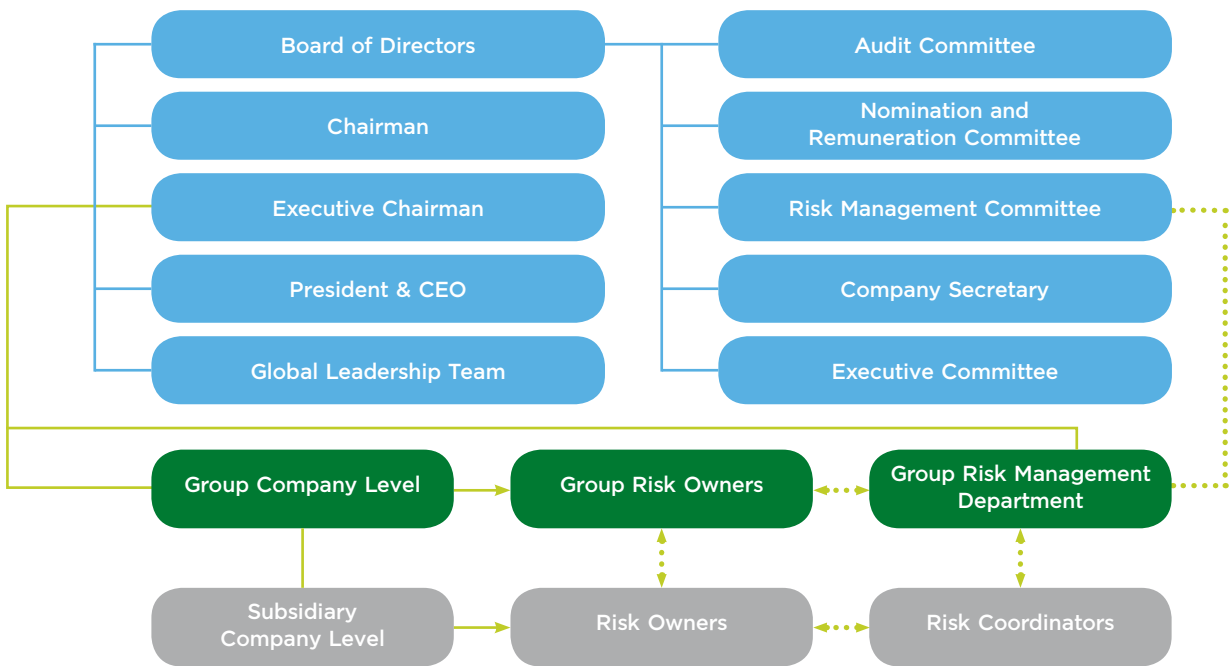 Board of Directors
Audit Committee
Chairman
Nomination and
Remuneration Committee
Executive Chairman
Risk Management Committee
President & CEO
Company Secretary
Global Leadership Team
Executive Committee
Group Company Level
Group Risk Owners
Group Risk Management
Department
Subsidiary
Company Level
Risk Owners
Risk Coordinators